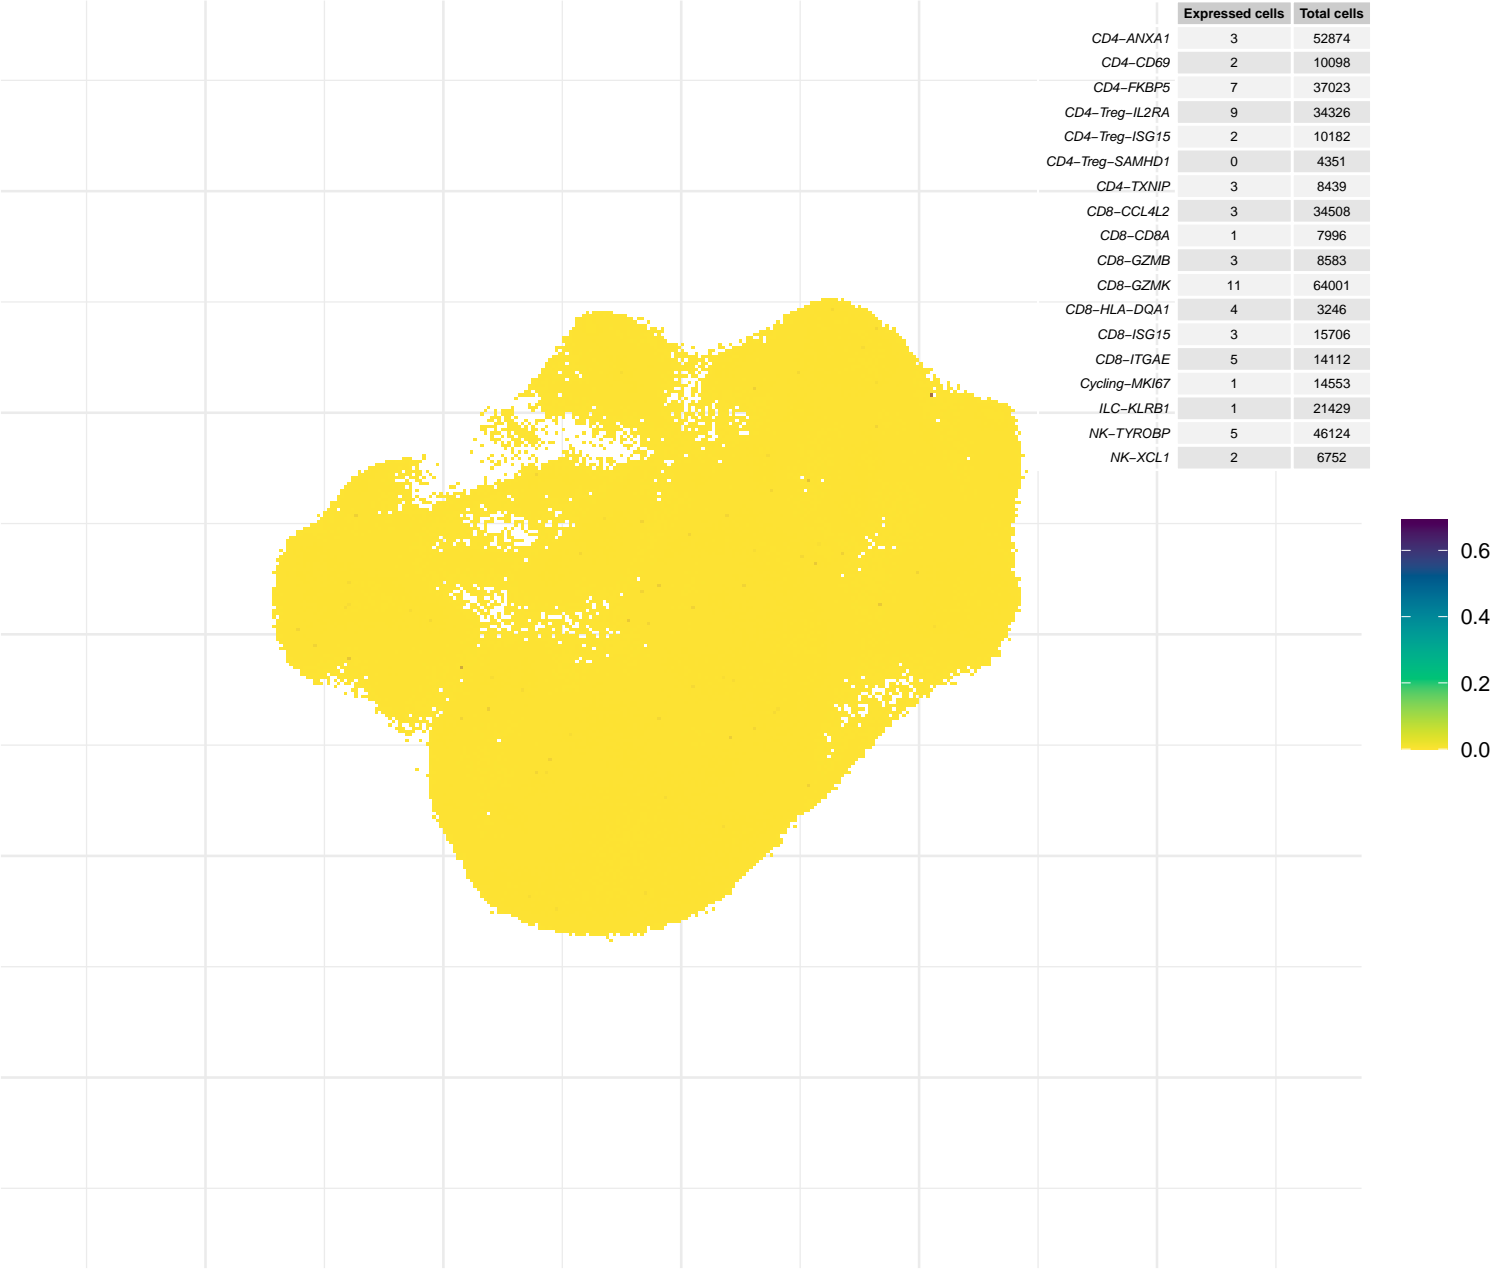 Expressed cells Total cells
CD4−ANXA1 3 52874
CD4−CD69 2 10098
CD4−FKBP5 7 37023
CD4−Treg−IL2RA 9 34326
CD4−Treg−ISG15 2 10182
CD4−Treg−SAMHD1 0 4351
CD4−TXNIP 3 8439
CD8−CCL4L2 3 34508
CD8−CD8A 1 7996
CD8−GZMB 3 8583
CD8−GZMK 11 64001
CD8−HLA−DQA1 4 3246
CD8−ISG15 3 15706
CD8−ITGAE 5 14112
Cycling−MKI67 1 14553
ILC−KLRB1 1 21429
NK−TYROBP 5 46124
NK−XCL1 2 6752
0.6
0.4
0.2
0.0